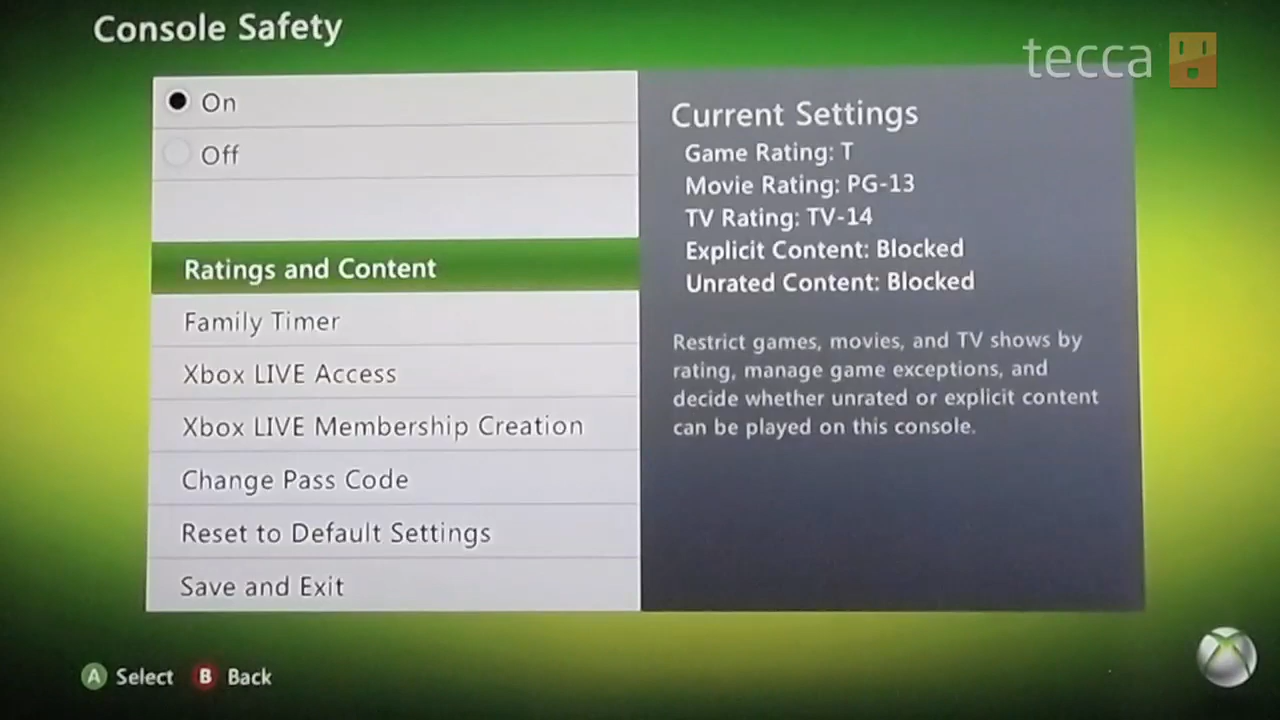 Console Safety
tecca
On
Off
Ratings and Content
Family Timer
Xbox LIVE Access
Xbox LIVE Membership Creation
Change Pass Code
Reset to Default Settings
Save and Exit
Current Settings
Game Rating: T
Movie Rating: PG-13
TV Rating: TV-14
Explicit Content: Blocked
Unrated Content: Blocked
Restrict games, movies, and TV shows by
rating, manage game exceptions, and
decide whether unrated or explicit content
can be played on this console.
A Select B Back